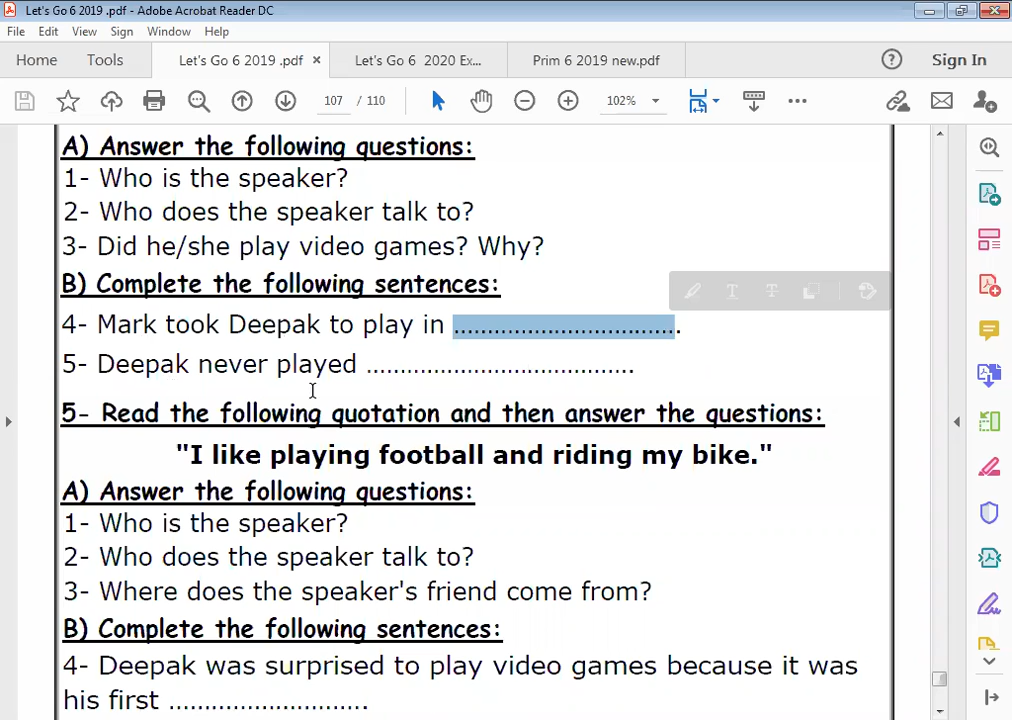 Let's Go 6 2019 .pdf - Adobe Acrobat Reader DC
File Edit View Sign Window Help
Home Tools Let's Go 6 2019 .pdf × Let's Go 6 2020 Ex... Prim 6 2019 new.pdf Sign In
107 / 110 102%
A) Answer the following questions:
1- Who is the speaker?
2- Who does the speaker talk to?
3- Did he/she play video games? Why?
B) Complete the following sentences:
4- Mark took Deepak to play in .................................
5- Deepak never played .......................................
5- Read the following quotation and then answer the questions:
"I like playing football and riding my bike."
A) Answer the following questions:
1- Who is the speaker?
2- Who does the speaker talk to?
3- Where does the speaker's friend come from?
B) Complete the following sentences:
4- Deepak was surprised to play video games because it was
his first .............................